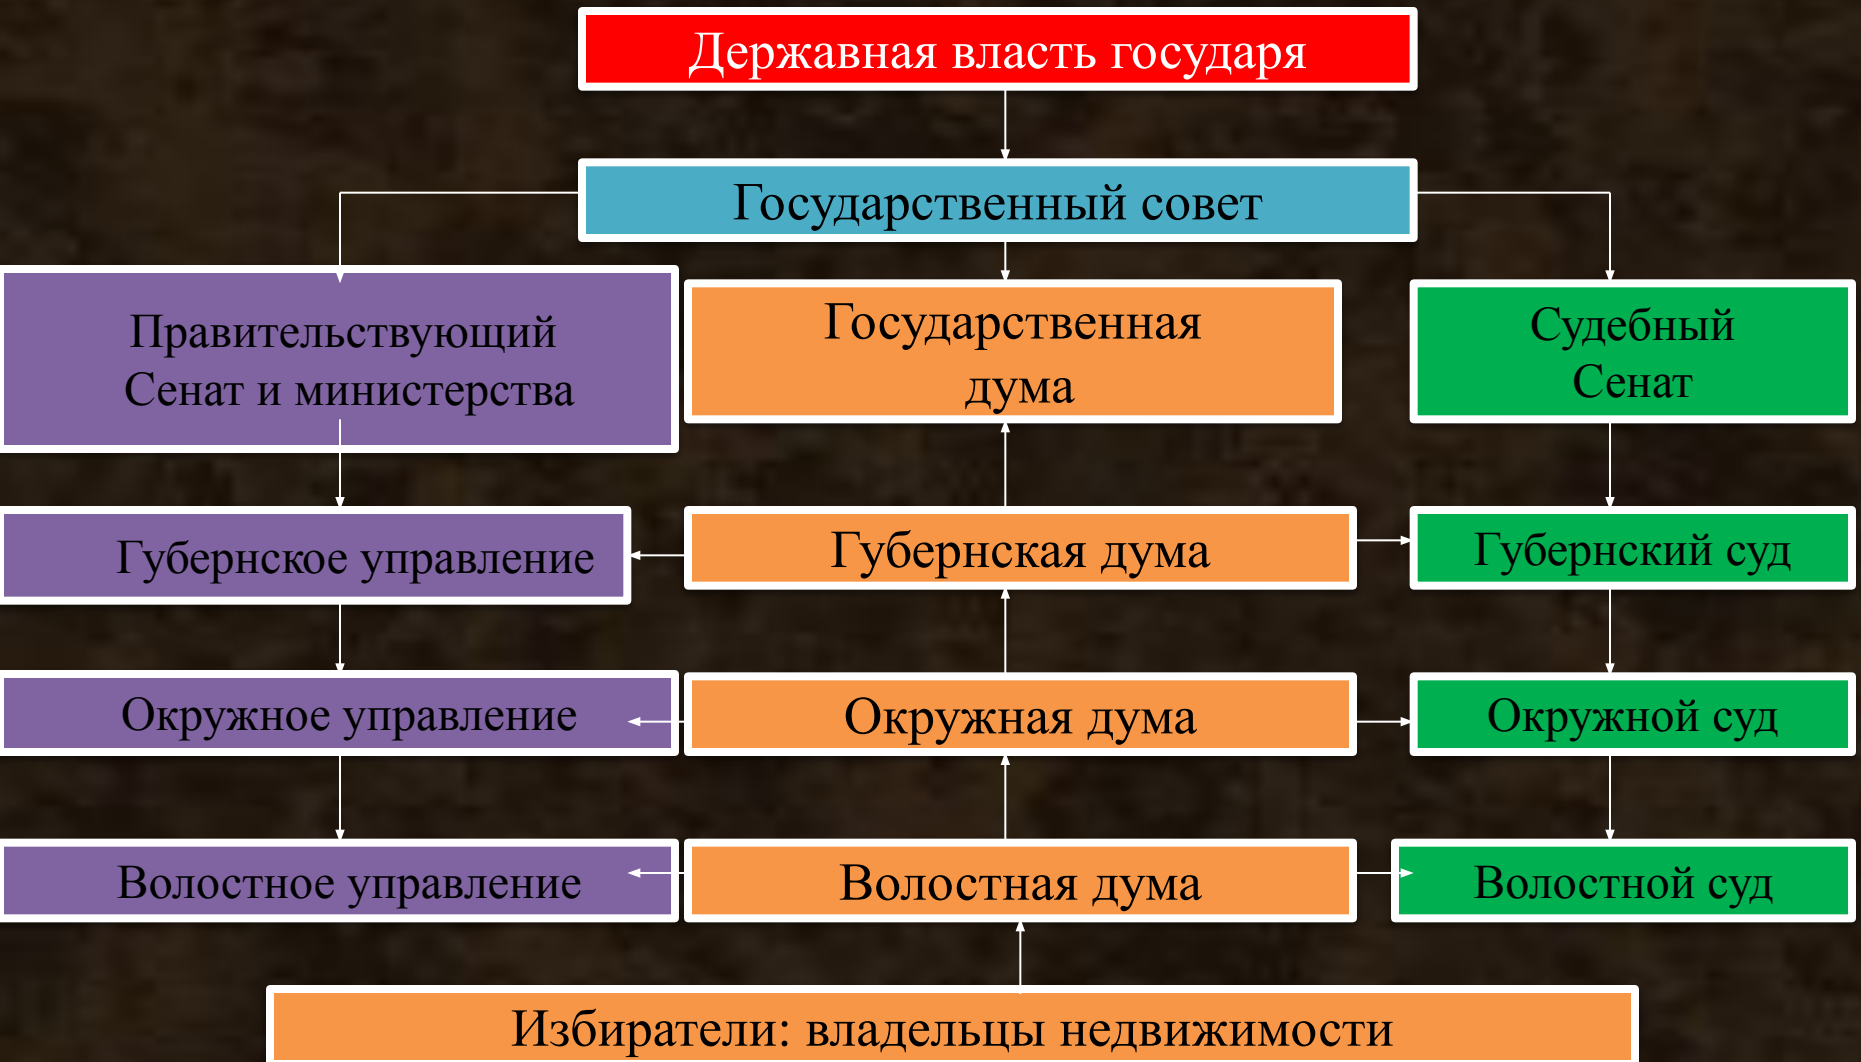 Державная власть государя
Государственный совет
Правительствующий
Сенат и министерства
Государственная
дума
Судебный
Сенат
Губернское управление
Губернская дума
Губернский суд
Окружное управление
Окружная дума
Окружной суд
Волостное управление
Волостная дума
Волостной суд
Избиратели: владельцы недвижимости